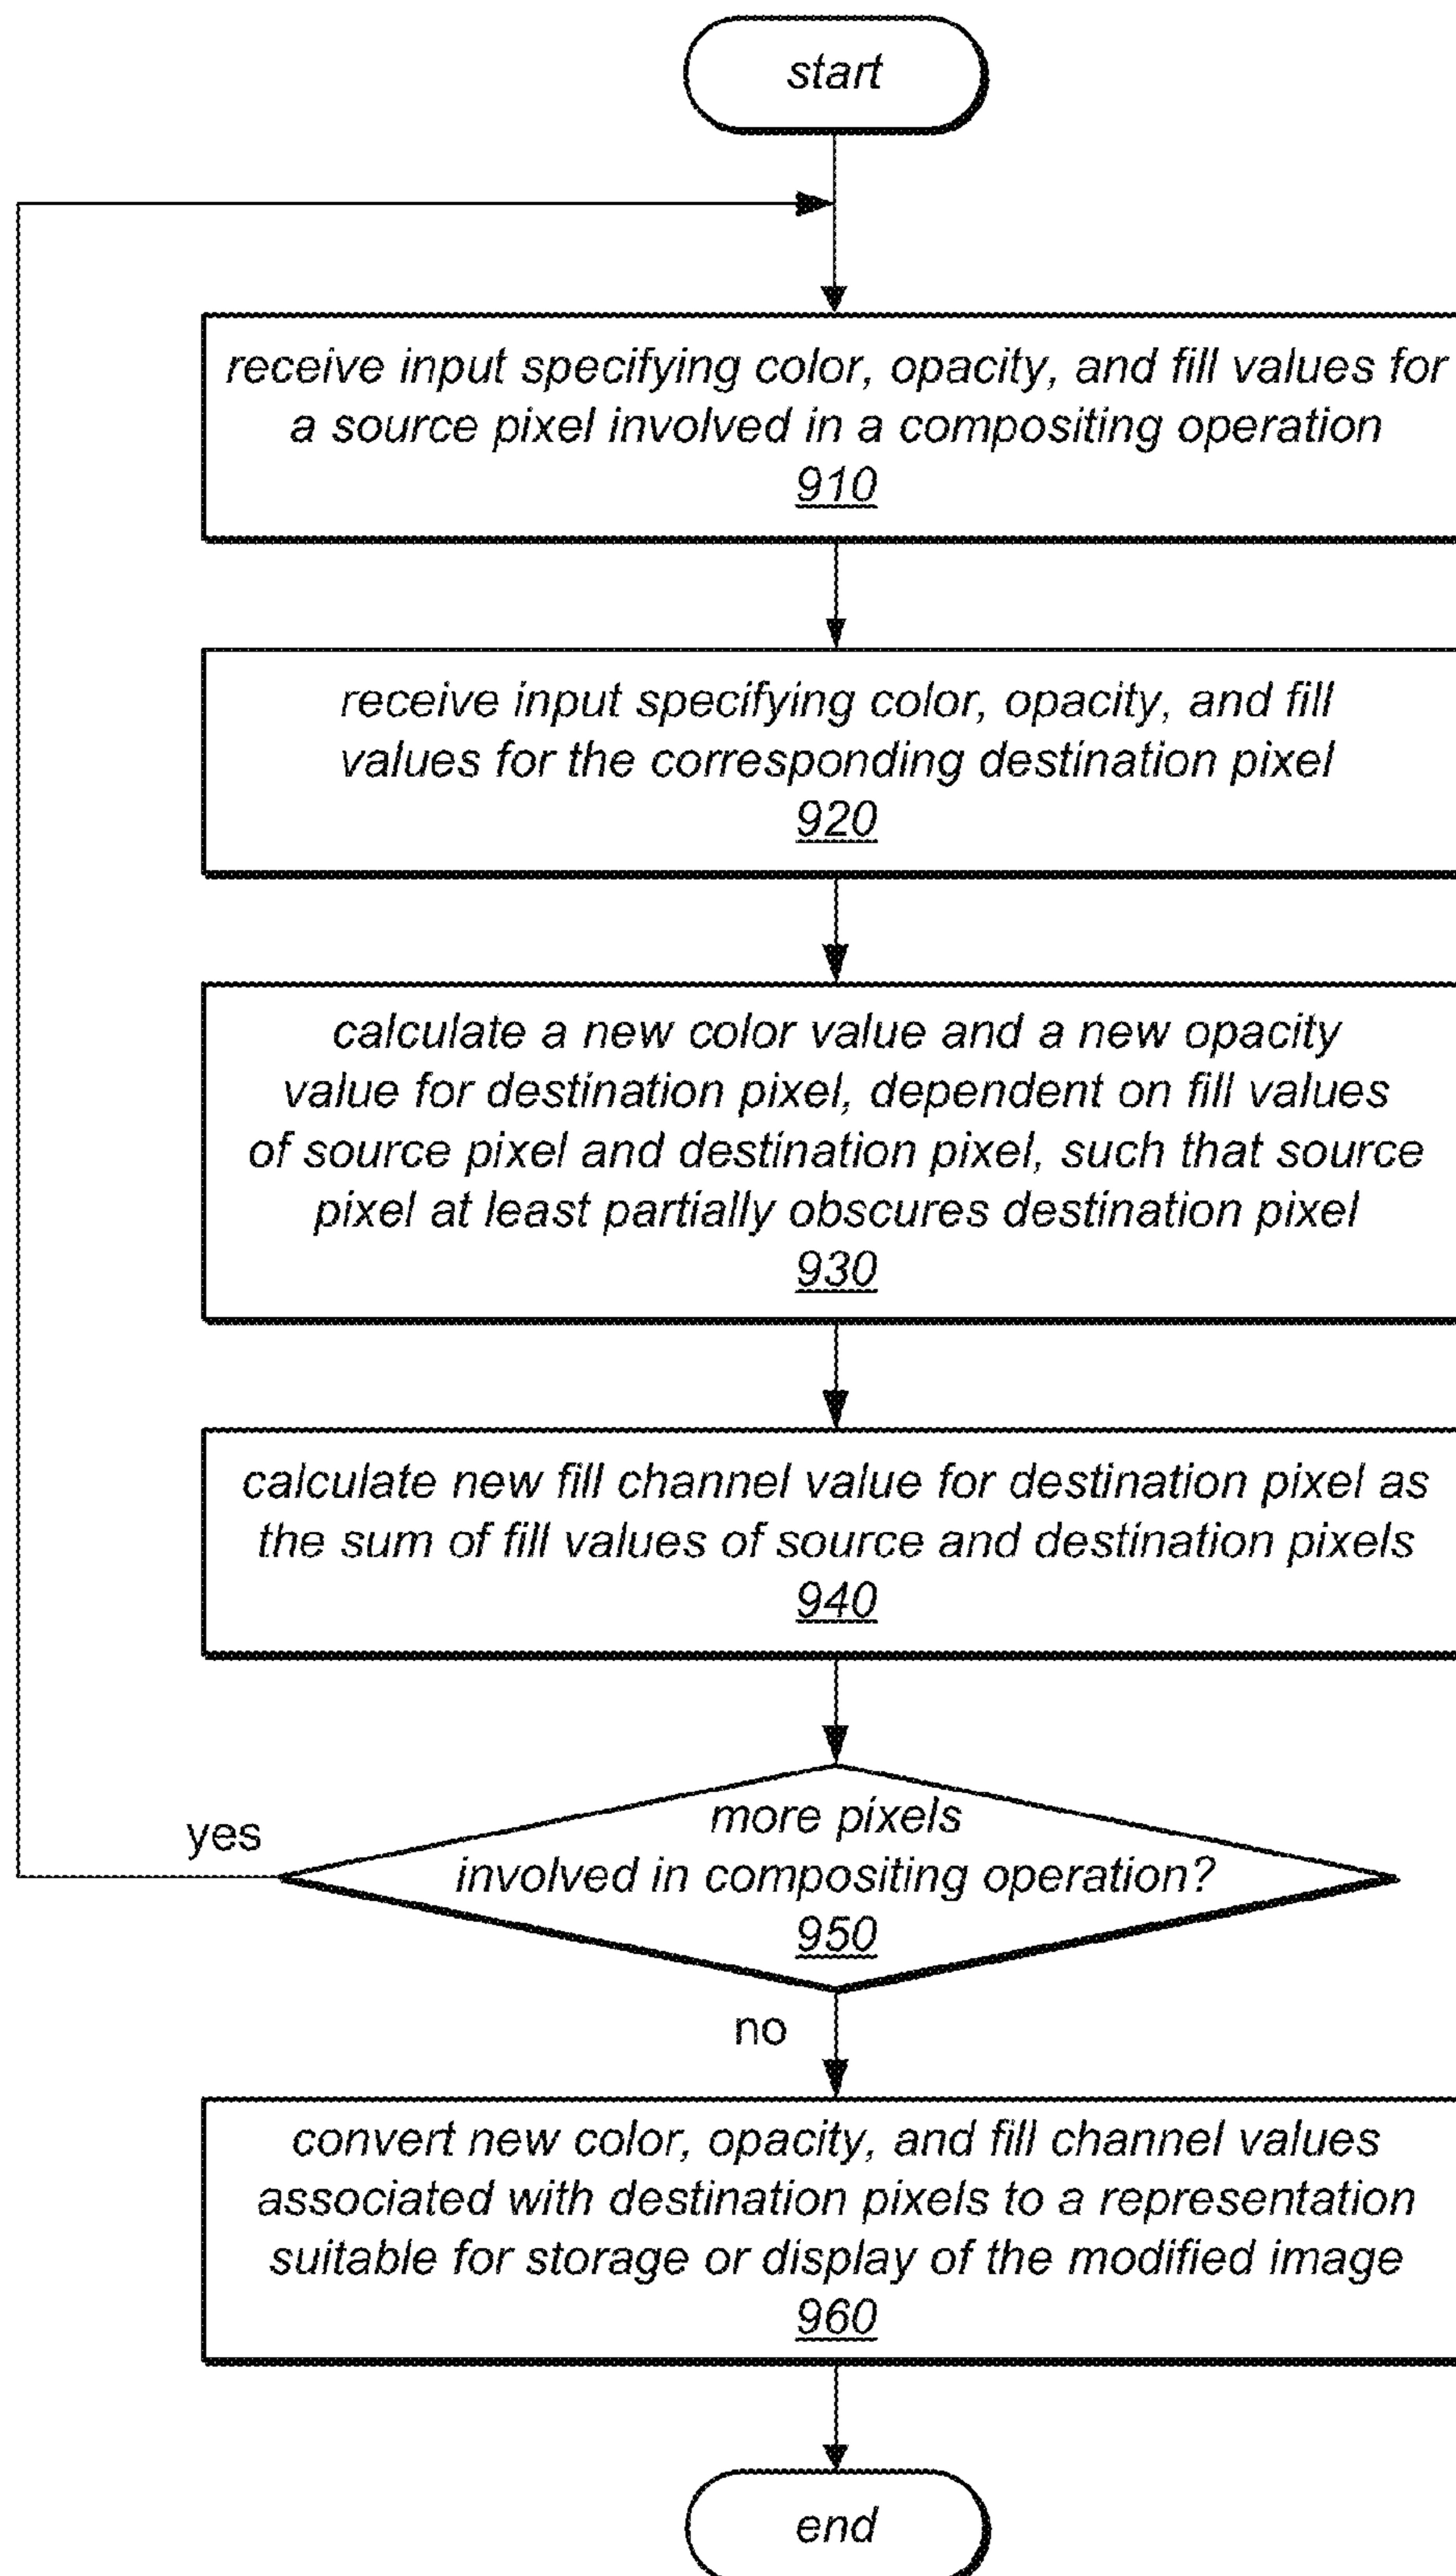 start
receive input specifying color, opacity, and fill values for
a source pixel involved in a compositing operation
910
receive input specifying color, opacity, and fill
values for the corresponding destination pixel
920
calculate a new color value and a new opacity
value for destination pixel, dependent on fill values
of source pixel and destination pixel, such that source
pixel at least partially obscures destination pixel
930
calculate new fill channel value for destination pixel as
the sum of fill values of source and destination pixels
940
yes
more pixels
involved in compositing operation?
950
no
convert new color, opacity, and fill channel values
associated with destination pixels to a representation
suitable for storage or display of the modified image
960
end